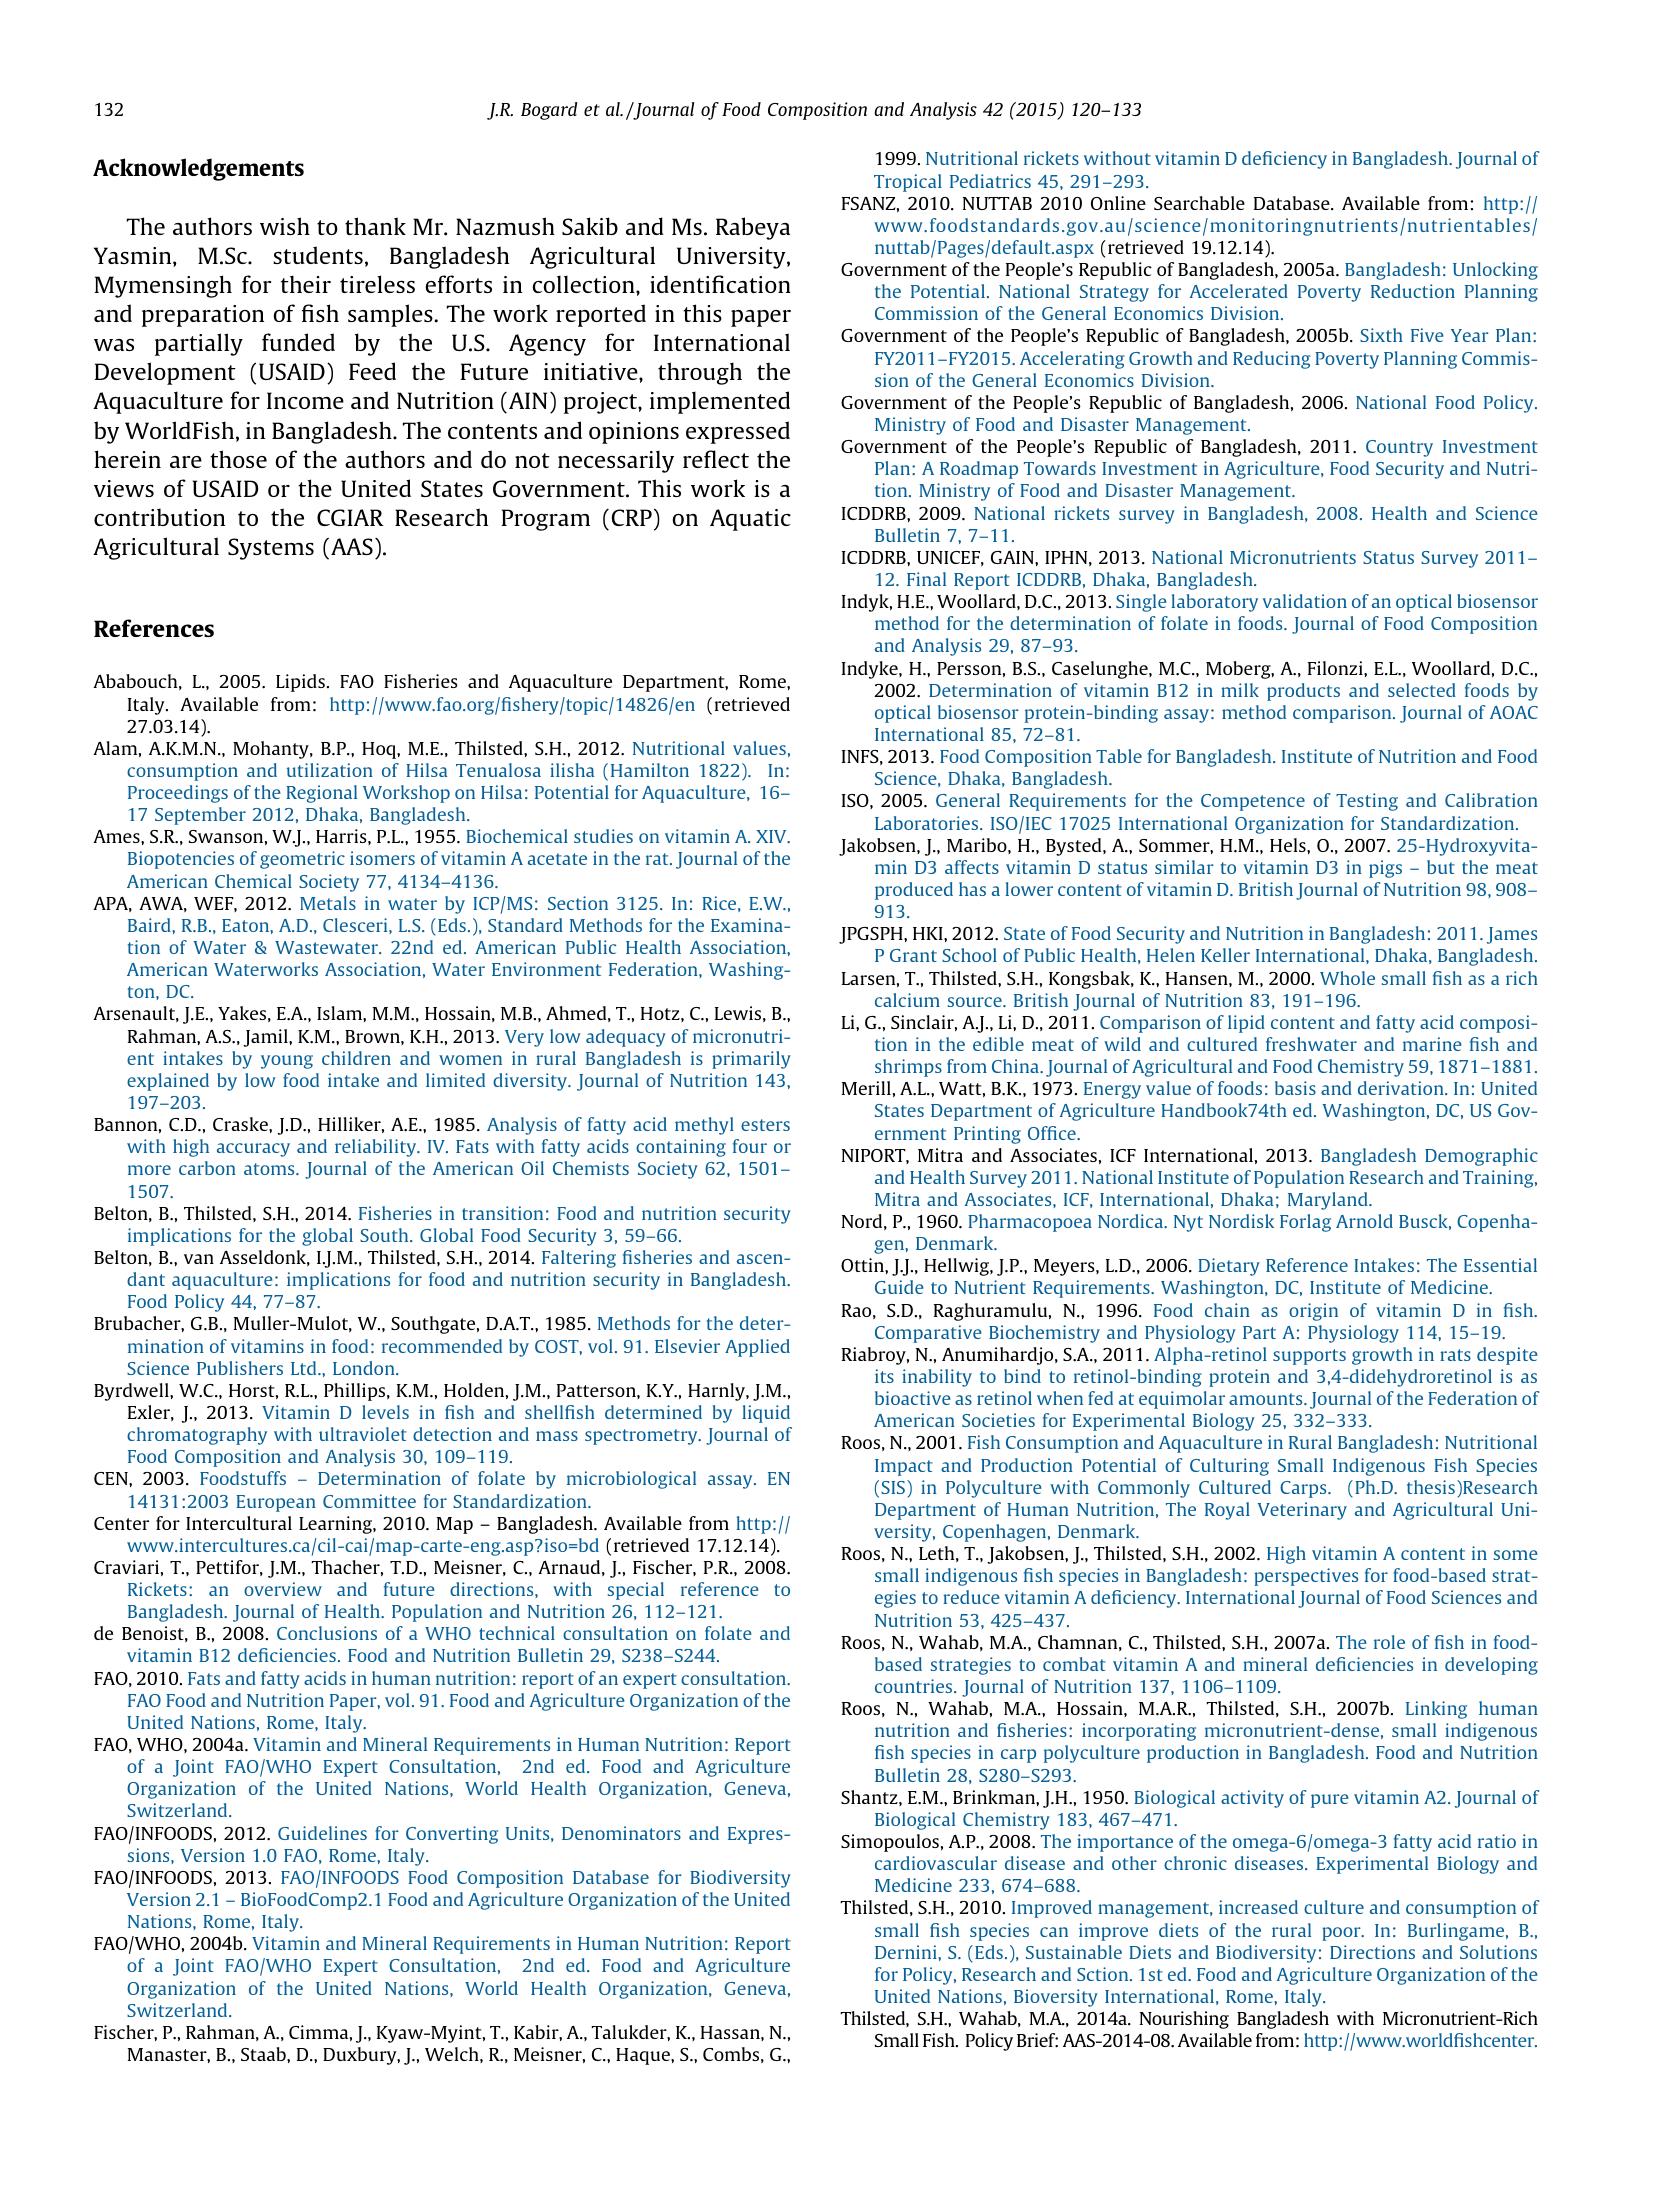 132
J.R. Bogard et al. / Journal of Food Composition and Analysis 42 (2015) 120–133
Acknowledgements
The authors wish to thank Mr. Nazmush Sakib and Ms. Rabeya
Yasmin, M.Sc. students, Bangladesh Agricultural University,
Mymensingh for their tireless efforts in collection, identification
and preparation of fish samples. The work reported in this paper
was partially funded by the U.S. Agency for International
Development (USAID) Feed the Future initiative, through the
Aquaculture for Income and Nutrition (AIN) project, implemented
by WorldFish, in Bangladesh. The contents and opinions expressed
herein are those of the authors and do not necessarily reflect the
views of USAID or the United States Government. This work is a
contribution to the CGIAR Research Program (CRP) on Aquatic
Agricultural Systems (AAS).
References
Ababouch, L., 2005. Lipids. FAO Fisheries and Aquaculture Department, Rome,
Italy. Available from: http://www.fao.org/fishery/topic/14826/en (retrieved
27.03.14).
Alam, A.K.M.N., Mohanty, B.P., Hoq, M.E., Thilsted, S.H., 2012. Nutritional values,
consumption and utilization of Hilsa Tenualosa ilisha (Hamilton 1822). In:
Proceedings of the Regional Workshop on Hilsa: Potential for Aquaculture, 16–
17 September 2012, Dhaka, Bangladesh.
Ames, S.R., Swanson, W.J., Harris, P.L., 1955. Biochemical studies on vitamin A. XIV.
Biopotencies of geometric isomers of vitamin A acetate in the rat. Journal of the
American Chemical Society 77, 4134–4136.
APA, AWA, WEF, 2012. Metals in water by ICP/MS: Section 3125. In: Rice, E.W.,
Baird, R.B., Eaton, A.D., Clesceri, L.S. (Eds.), Standard Methods for the Examina-
tion of Water & Wastewater. 22nd ed. American Public Health Association,
American Waterworks Association, Water Environment Federation, Washing-
ton, DC.
Arsenault, J.E., Yakes, E.A., Islam, M.M., Hossain, M.B., Ahmed, T., Hotz, C., Lewis, B.,
Rahman, A.S., Jamil, K.M., Brown, K.H., 2013. Very low adequacy of micronutri-
ent intakes by young children and women in rural Bangladesh is primarily
explained by low food intake and limited diversity. Journal of Nutrition 143,
197–203.
Bannon, C.D., Craske, J.D., Hilliker, A.E., 1985. Analysis of fatty acid methyl esters
with high accuracy and reliability. IV. Fats with fatty acids containing four or
more carbon atoms. Journal of the American Oil Chemists Society 62, 1501–
1507.
Belton, B., Thilsted, S.H., 2014. Fisheries in transition: Food and nutrition security
implications for the global South. Global Food Security 3, 59–66.
Belton, B., van Asseldonk, I.J.M., Thilsted, S.H., 2014. Faltering fisheries and ascen-
dant aquaculture: implications for food and nutrition security in Bangladesh.
Food Policy 44, 77–87.
Brubacher, G.B., Muller-Mulot, W., Southgate, D.A.T., 1985. Methods for the deter-
mination of vitamins in food: recommended by COST, vol. 91. Elsevier Applied
Science Publishers Ltd., London.
Byrdwell, W.C., Horst, R.L., Phillips, K.M., Holden, J.M., Patterson, K.Y., Harnly, J.M.,
Exler, J., 2013. Vitamin D levels in fish and shellfish determined by liquid
chromatography with ultraviolet detection and mass spectrometry. Journal of
Food Composition and Analysis 30, 109–119.
CEN, 2003. Foodstuffs – Determination of folate by microbiological assay. EN
14131:2003 European Committee for Standardization.
Center for Intercultural Learning, 2010. Map – Bangladesh. Available from http://
www.intercultures.ca/cil-cai/map-carte-eng.asp?iso=bd (retrieved 17.12.14).
Craviari, T., Pettifor, J.M., Thacher, T.D., Meisner, C., Arnaud, J., Fischer, P.R., 2008.
Rickets: an overview and future directions, with special reference to
Bangladesh. Journal of Health. Population and Nutrition 26, 112–121.
de Benoist, B., 2008. Conclusions of a WHO technical consultation on folate and
vitamin B12 deficiencies. Food and Nutrition Bulletin 29, S238–S244.
FAO, 2010. Fats and fatty acids in human nutrition: report of an expert consultation.
FAO Food and Nutrition Paper, vol. 91. Food and Agriculture Organization of the
United Nations, Rome, Italy.
FAO, WHO, 2004a. Vitamin and Mineral Requirements in Human Nutrition: Report
of a Joint FAO/WHO Expert Consultation, 2nd ed. Food and Agriculture
Organization of the United Nations, World Health Organization, Geneva,
Switzerland.
FAO/INFOODS, 2012. Guidelines for Converting Units, Denominators and Expres-
sions, Version 1.0 FAO, Rome, Italy.
FAO/INFOODS, 2013. FAO/INFOODS Food Composition Database for Biodiversity
Version 2.1 – BioFoodComp2.1 Food and Agriculture Organization of the United
Nations, Rome, Italy.
FAO/WHO, 2004b. Vitamin and Mineral Requirements in Human Nutrition: Report
of a Joint FAO/WHO Expert Consultation, 2nd ed. Food and Agriculture
Organization of the United Nations, World Health Organization, Geneva,
Switzerland.
Fischer, P., Rahman, A., Cimma, J., Kyaw-Myint, T., Kabir, A., Talukder, K., Hassan, N.,
Manaster, B., Staab, D., Duxbury, J., Welch, R., Meisner, C., Haque, S., Combs, G.,
1999. Nutritional rickets without vitamin D deficiency in Bangladesh. Journal of
Tropical Pediatrics 45, 291–293.
FSANZ, 2010. NUTTAB 2010 Online Searchable Database. Available from: http://
www.foodstandards.gov.au/science/monitoringnutrients/nutrientables/
nuttab/Pages/default.aspx (retrieved 19.12.14).
Government of the People's Republic of Bangladesh, 2005a. Bangladesh: Unlocking
the Potential. National Strategy for Accelerated Poverty Reduction Planning
Commission of the General Economics Division.
Government of the People's Republic of Bangladesh, 2005b. Sixth Five Year Plan:
FY2011–FY2015. Accelerating Growth and Reducing Poverty Planning Commis-
sion of the General Economics Division.
Government of the People's Republic of Bangladesh, 2006. National Food Policy.
Ministry of Food and Disaster Management.
Government of the People's Republic of Bangladesh, 2011. Country Investment
Plan: A Roadmap Towards Investment in Agriculture, Food Security and Nutri-
tion. Ministry of Food and Disaster Management.
ICDDRB, 2009. National rickets survey in Bangladesh, 2008. Health and Science
Bulletin 7, 7–11.
ICDDRB, UNICEF, GAIN, IPHN, 2013. National Micronutrients Status Survey 2011–
12. Final Report ICDDRB, Dhaka, Bangladesh.
Indyk, H.E., Woollard, D.C., 2013. Single laboratory validation of an optical biosensor
method for the determination of folate in foods. Journal of Food Composition
and Analysis 29, 87–93.
Indyke, H., Persson, B.S., Caselunghe, M.C., Moberg, A., Filonzi, E.L., Woollard, D.C.,
2002. Determination of vitamin B12 in milk products and selected foods by
optical biosensor protein-binding assay: method comparison. Journal of AOAC
International 85, 72–81.
INFS, 2013. Food Composition Table for Bangladesh. Institute of Nutrition and Food
Science, Dhaka, Bangladesh.
ISO, 2005. General Requirements for the Competence of Testing and Calibration
Laboratories. ISO/IEC 17025 International Organization for Standardization.
Jakobsen, J., Maribo, H., Bysted, A., Sommer, H.M., Hels, O., 2007. 25-Hydroxyvita-
min D3 affects vitamin D status similar to vitamin D3 in pigs – but the meat
produced has a lower content of vitamin D. British Journal of Nutrition 98, 908–
913.
JPGSPH, HKI, 2012. State of Food Security and Nutrition in Bangladesh: 2011. James
P Grant School of Public Health, Helen Keller International, Dhaka, Bangladesh.
Larsen, T., Thilsted, S.H., Kongsbak, K., Hansen, M., 2000. Whole small fish as a rich
calcium source. British Journal of Nutrition 83, 191–196.
Li, G., Sinclair, A.J., Li, D., 2011. Comparison of lipid content and fatty acid composi-
tion in the edible meat of wild and cultured freshwater and marine fish and
shrimps from China. Journal of Agricultural and Food Chemistry 59, 1871–1881.
Merill, A.L., Watt, B.K., 1973. Energy value of foods: basis and derivation. In: United
States Department of Agriculture Handbook74th ed. Washington, DC, US Gov-
ernment Printing Office.
NIPORT, Mitra and Associates, ICF International, 2013. Bangladesh Demographic
and Health Survey 2011. National Institute of Population Research and Training,
Mitra and Associates, ICF, International, Dhaka; Maryland.
Nord, P., 1960. Pharmacopoea Nordica. Nyt Nordisk Forlag Arnold Busck, Copenha-
gen, Denmark.
Ottin, J.J., Hellwig, J.P., Meyers, L.D., 2006. Dietary Reference Intakes: The Essential
Guide to Nutrient Requirements. Washington, DC, Institute of Medicine.
Rao, S.D., Raghuramulu, N., 1996. Food chain as origin of vitamin D in fish.
Comparative Biochemistry and Physiology Part A: Physiology 114, 15–19.
Riabroy, N., Anumihardjo, S.A., 2011. Alpha-retinol supports growth in rats despite
its inability to bind to retinol-binding protein and 3,4-didehydroretinol is as
bioactive as retinol when fed at equimolar amounts. Journal of the Federation of
American Societies for Experimental Biology 25, 332–333.
Roos, N., 2001. Fish Consumption and Aquaculture in Rural Bangladesh: Nutritional
Impact and Production Potential of Culturing Small Indigenous Fish Species
(SIS) in Polyculture with Commonly Cultured Carps. (Ph.D. thesis)Research
Department of Human Nutrition, The Royal Veterinary and Agricultural Uni-
versity, Copenhagen, Denmark.
Roos, N., Leth, T., Jakobsen, J., Thilsted, S.H., 2002. High vitamin A content in some
small indigenous fish species in Bangladesh: perspectives for food-based strat-
egies to reduce vitamin A deficiency. International Journal of Food Sciences and
Nutrition 53, 425–437.
Roos, N., Wahab, M.A., Chamnan, C., Thilsted, S.H., 2007a. The role of fish in food-
based strategies to combat vitamin A and mineral deficiencies in developing
countries. Journal of Nutrition 137, 1106–1109.
Roos, N., Wahab, M.A., Hossain, M.A.R., Thilsted, S.H., 2007b. Linking human
nutrition and fisheries: incorporating micronutrient-dense, small indigenous
fish species in carp polyculture production in Bangladesh. Food and Nutrition
Bulletin 28, S280–S293.
Shantz, E.M., Brinkman, J.H., 1950. Biological activity of pure vitamin A2. Journal of
Biological Chemistry 183, 467–471.
Simopoulos, A.P., 2008. The importance of the omega-6/omega-3 fatty acid ratio in
cardiovascular disease and other chronic diseases. Experimental Biology and
Medicine 233, 674–688.
Thilsted, S.H., 2010. Improved management, increased culture and consumption of
small fish species can improve diets of the rural poor. In: Burlingame, B.,
Dernini, S. (Eds.), Sustainable Diets and Biodiversity: Directions and Solutions
for Policy, Research and Sction. 1st ed. Food and Agriculture Organization of the
United Nations, Bioversity International, Rome, Italy.
Thilsted, S.H., Wahab, M.A., 2014a. Nourishing Bangladesh with Micronutrient-Rich
Small Fish. Policy Brief: AAS-2014-08. Available from: http://www.worldfishcenter.